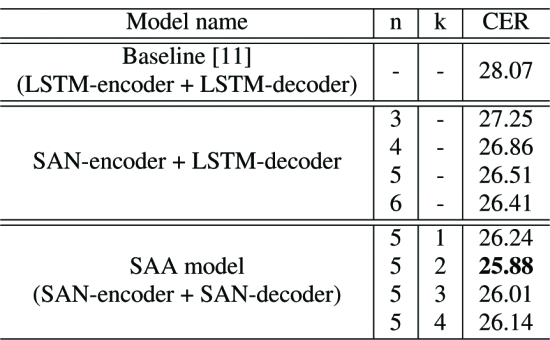 Model name n k CER
Baseline [11]
(LSTM-encoder + LSTM-decoder) - - 28.07
SAN-encoder + LSTM-decoder
3 - 27.25
4 - 26.86
5 - 26.51
6 - 26.41
SAA model
(SAN-encoder + SAN-decoder)
5 1 26.24
5 2 25.88
5 3 26.01
5 4 26.14